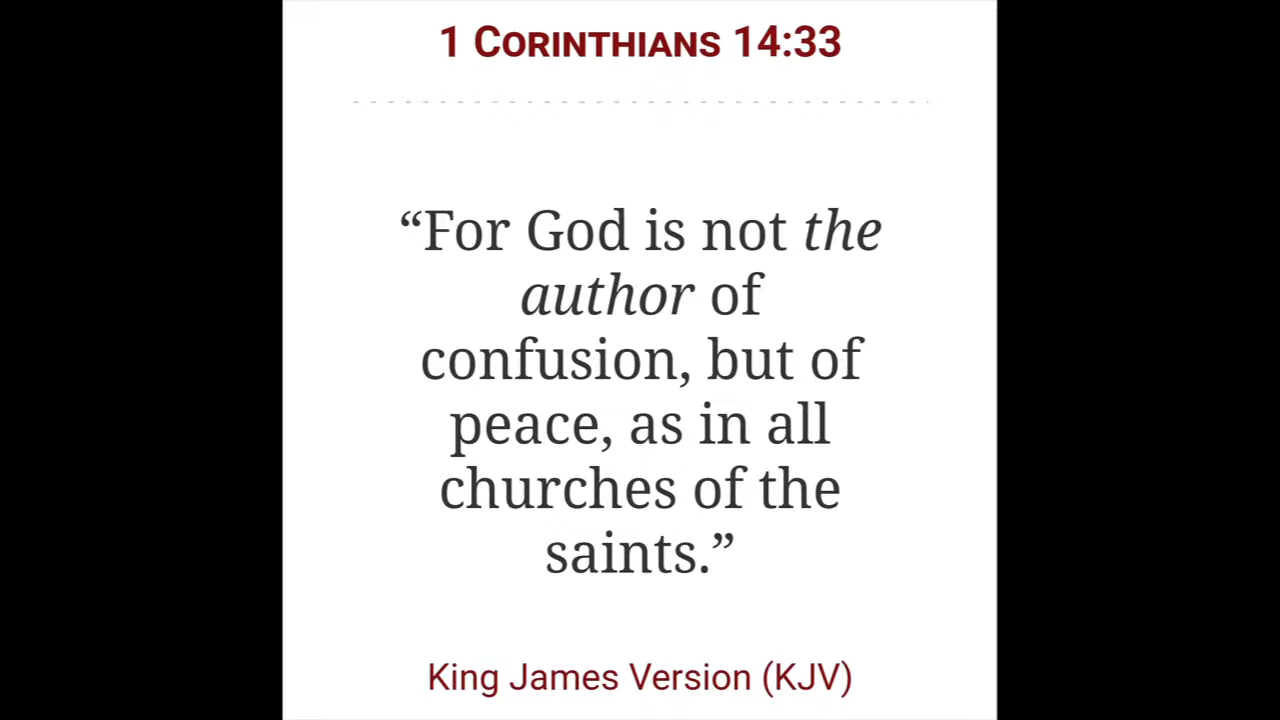 1 Corinthians 14:33
“For God is not the
author of
confusion, but of
peace, as in all
churches of the
saints.”
King James Version (KJV)